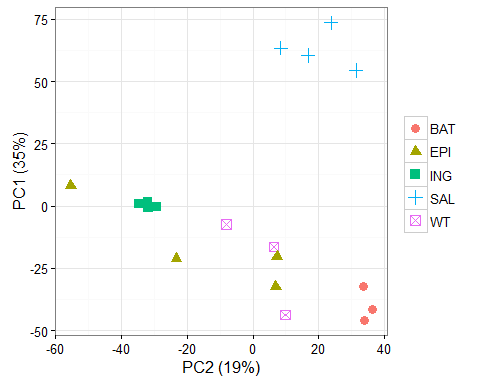 75
50
25
0
-25
-50
PC1 (35%)
-60 -40 -20 0 20 40
PC2 (19%)
BAT
EPI
ING
SAL
WT